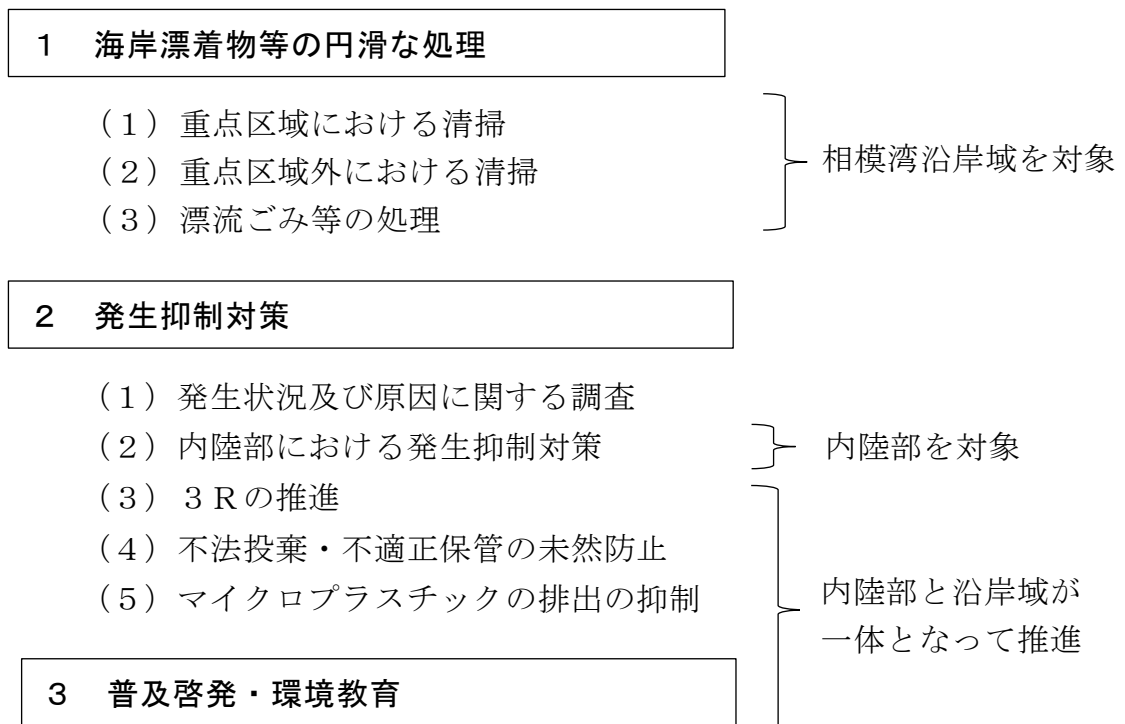 １　海岸漂着物等の円滑な処理
（１）重点区域における清掃
（２）重点区域外における清掃
（３）漂流ごみ等の処理
相模湾沿岸域を対象
２　発生抑制対策
（１）発生状況及び原因に関する調査
（２）内陸部における発生抑制対策
内陸部を対象
（３）３Ｒの推進
（４）不法投棄・不適正保管の未然防止
（５）マイクロプラスチックの排出の抑制
内陸部と沿岸域が
一体となって推進
３　普及啓発・環境教育